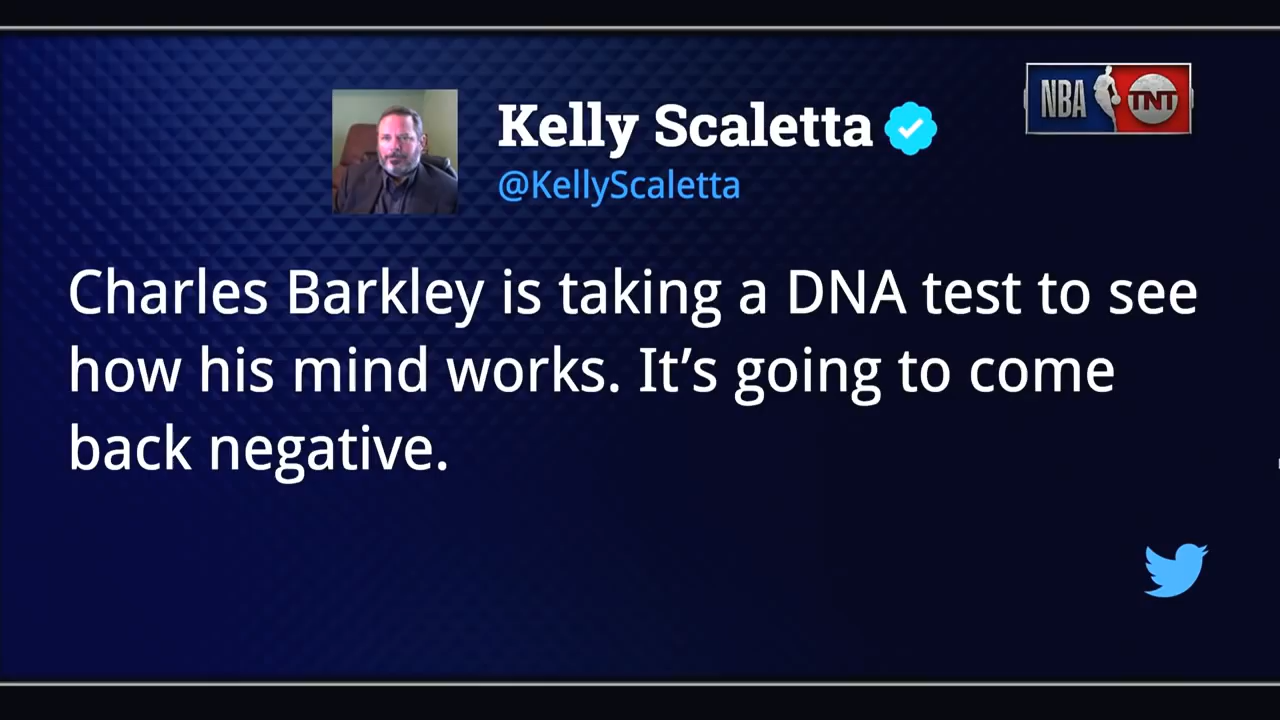 Kelly Scaletta
NBA TNT
@KellyScaletta
Charles Barkley is taking a DNA test to see
how his mind works. It’s going to come
back negative.